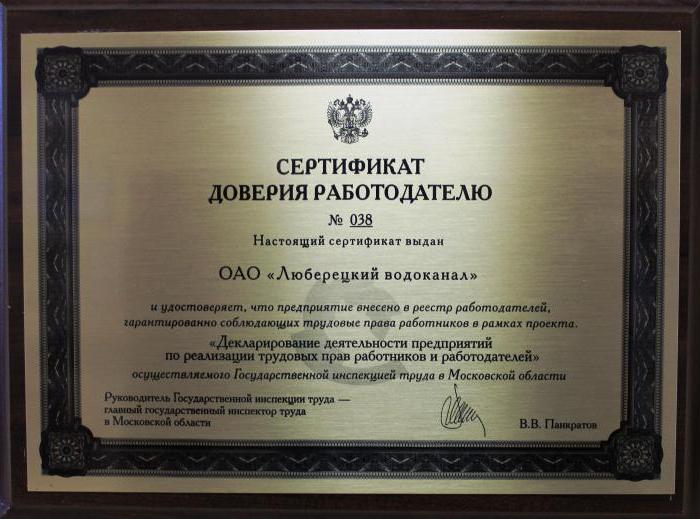 СЕРТИФИКАТ
ДОВЕРИЯ РАБОТОДАТЕЛЮ
№ 038
Настоящий сертификат выдан
ОАО «Люберецкий водоканал»
и удостоверяет, что предприятие внесено в реестр работодателей,
гарантированно соблюдающих трудовые права работников в рамках проекта.
«Декларирование деятельности предприятий
по реализации трудовых прав работников и работодателей»
осуществляемого Государственной инспекцией труда в Московской области
Руководитель Государственной инспекции труда —
главный государственный инспектор труда
в Московской области
В.В. Панкратов